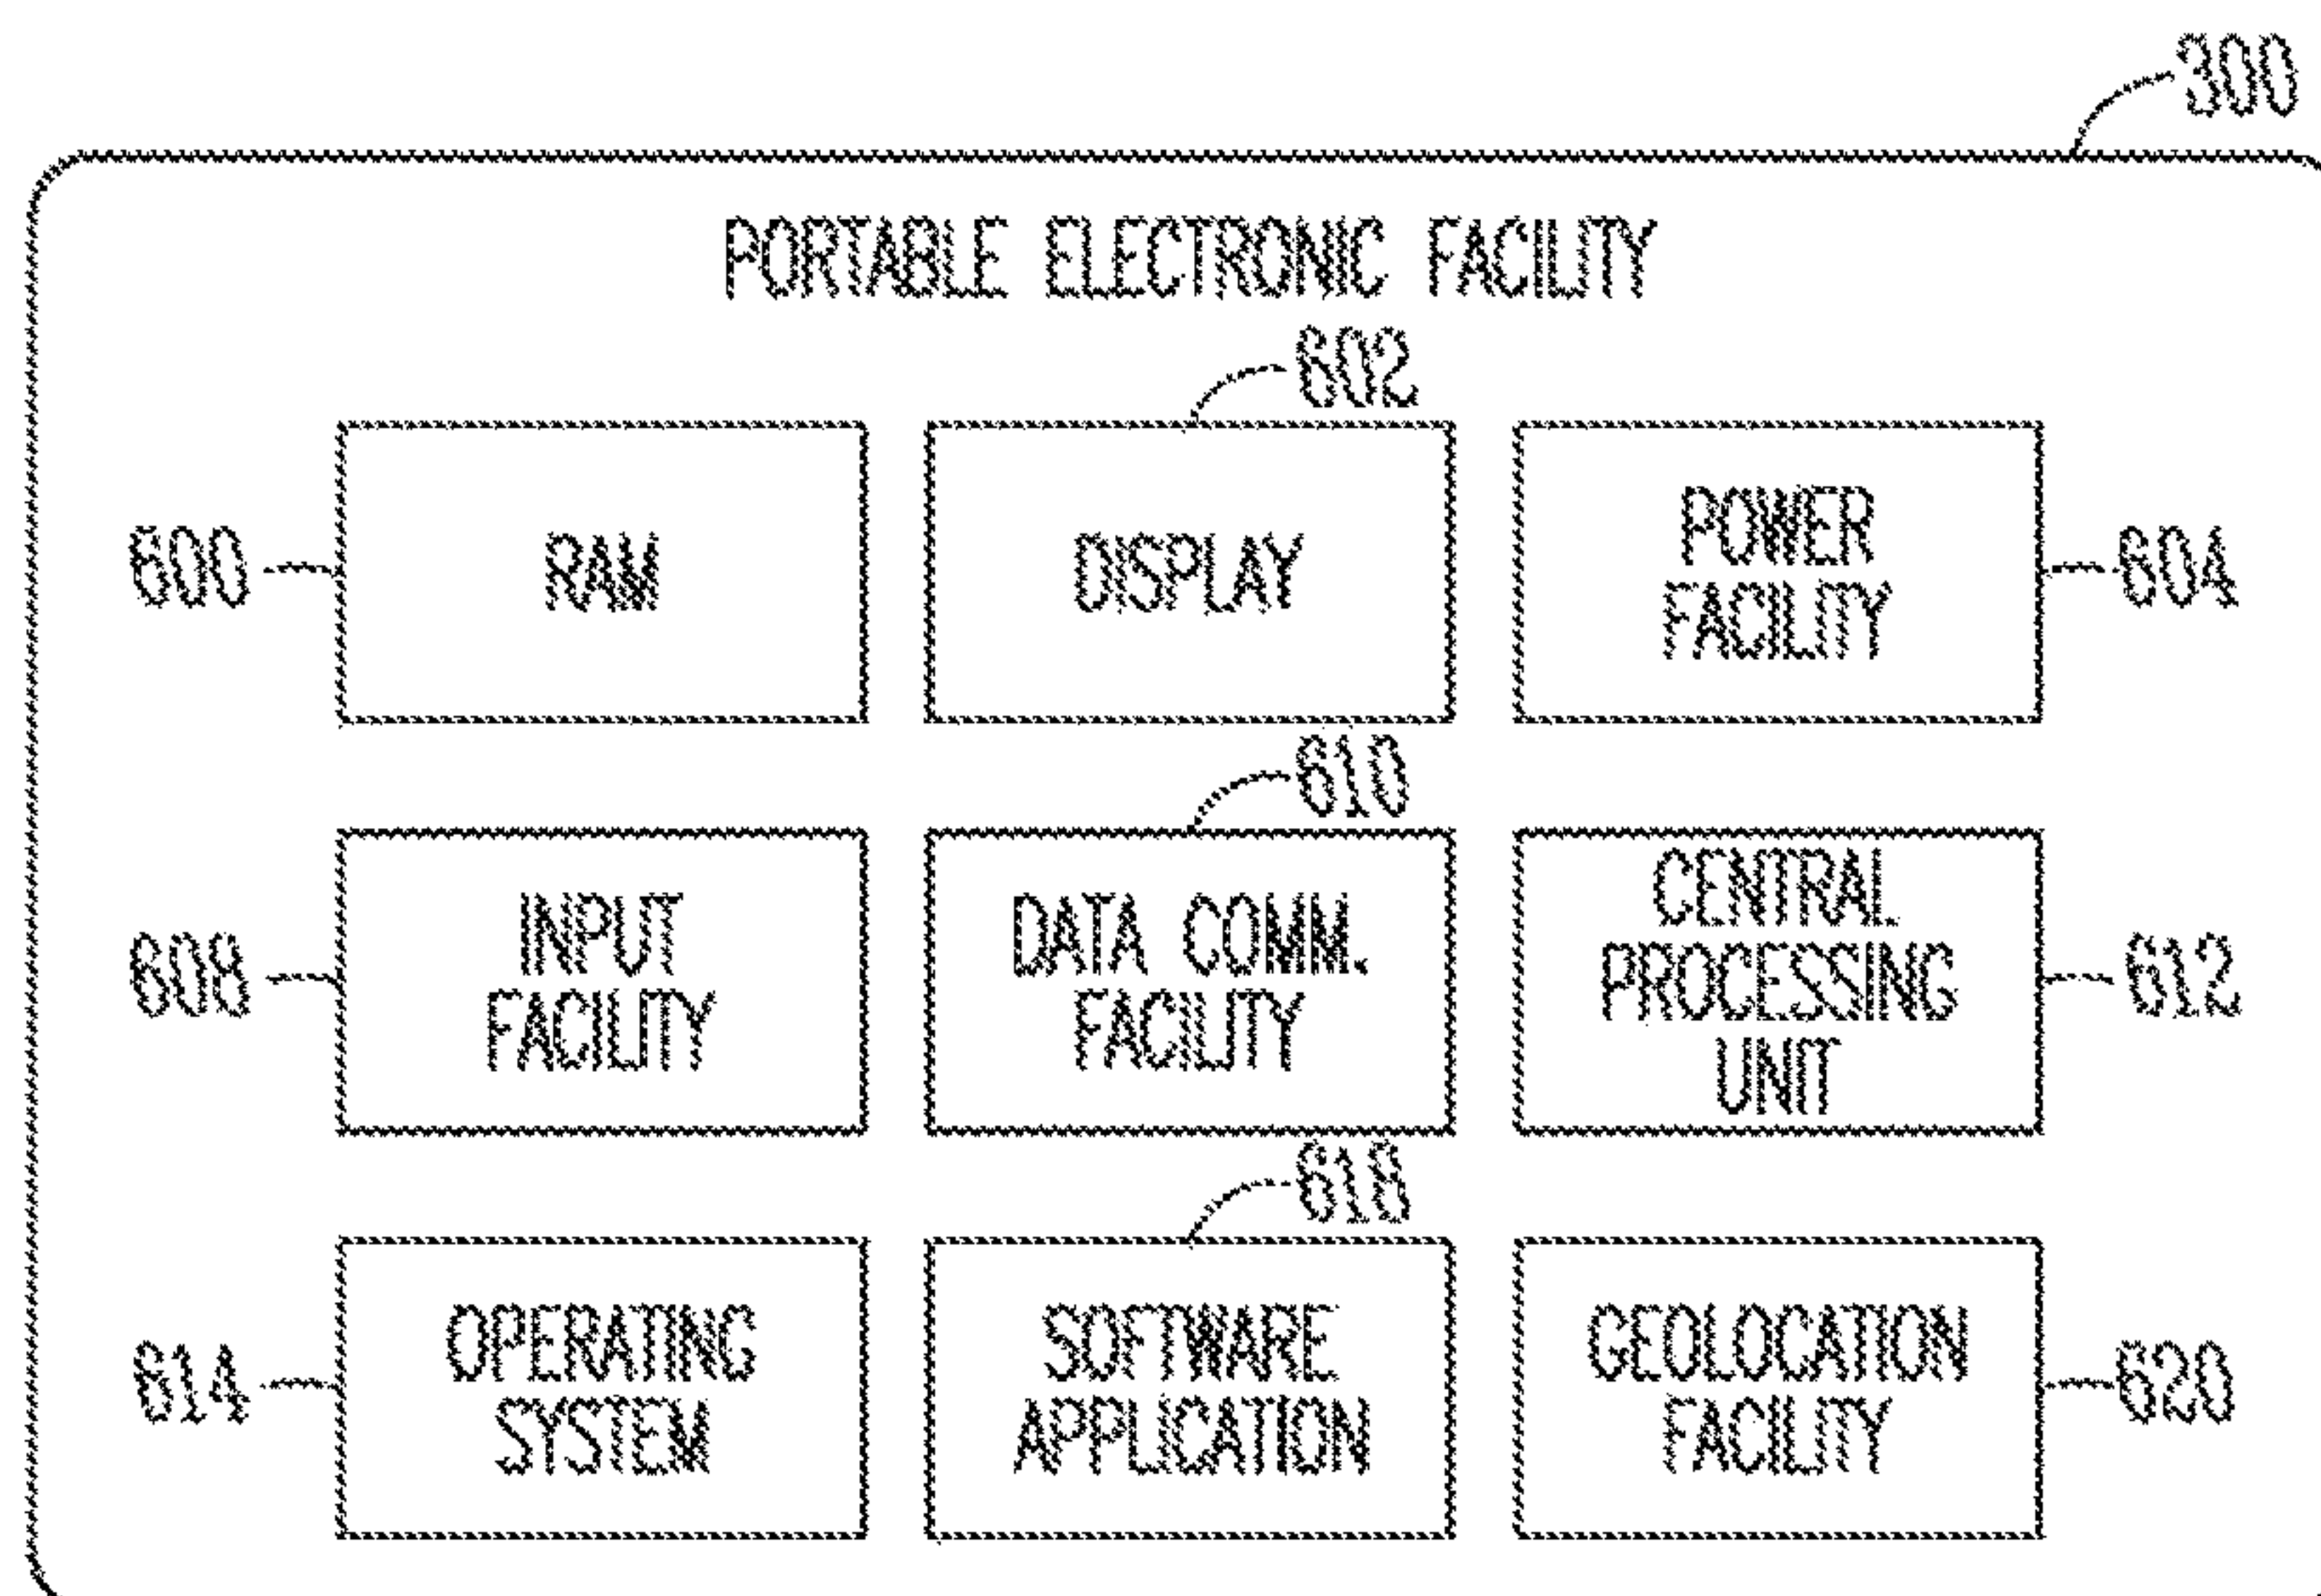 300
PORTABLE ELECTRONIC FACILITY
602
600
RAM
DISPLAY
POWER
FACILITY
604
610
608
INPUT
FACILITY
DATA COMM.
FACILITY
CENTRAL
PROCESSING
UNIT
612
618
614
OPERATING
SYSTEM
SOFTWARE
APPLICATION
GEOLOCATION
FACILITY
620